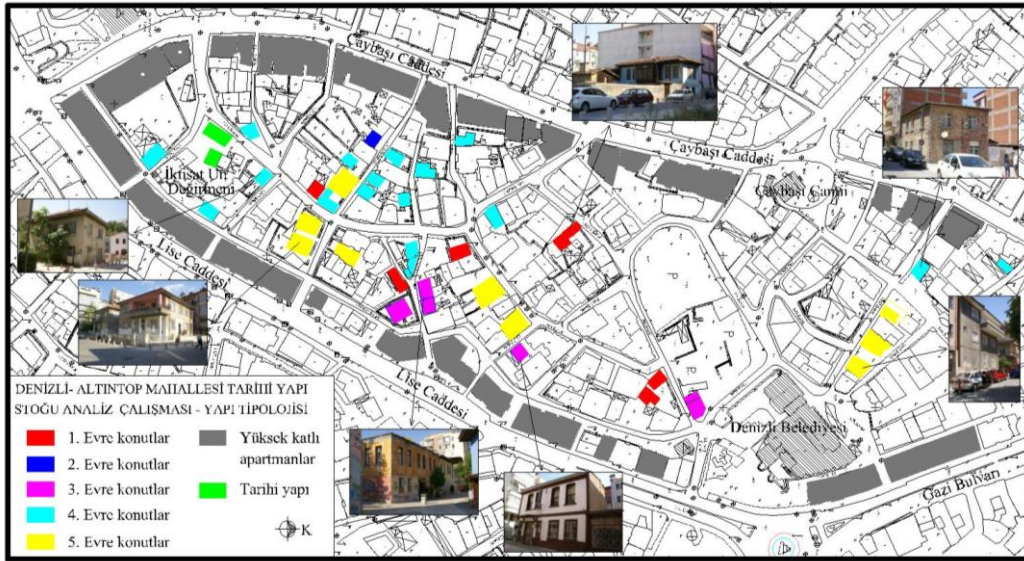 Çaybaşı Caddesi
Çaybaşı Caddesi
Çaybaşı Camii
İktisat Un
Değirmeni
Lise Caddesi
Lise Caddesi
Denizli Belediyesi
Gazi Bulvarı
P
P
P
DENİZLİ- ALTINTOP MAHALLESİ TARİHİ YAPI
STOĞU ANALİZ ÇALIŞMASI - YAPI TİPOLOJİSİ
1. Evre konutlar
2. Evre konutlar
3. Evre konutlar
4. Evre konutlar
5. Evre konutlar
Yüksek katlı
apartmanlar
Tarihi yapı
K